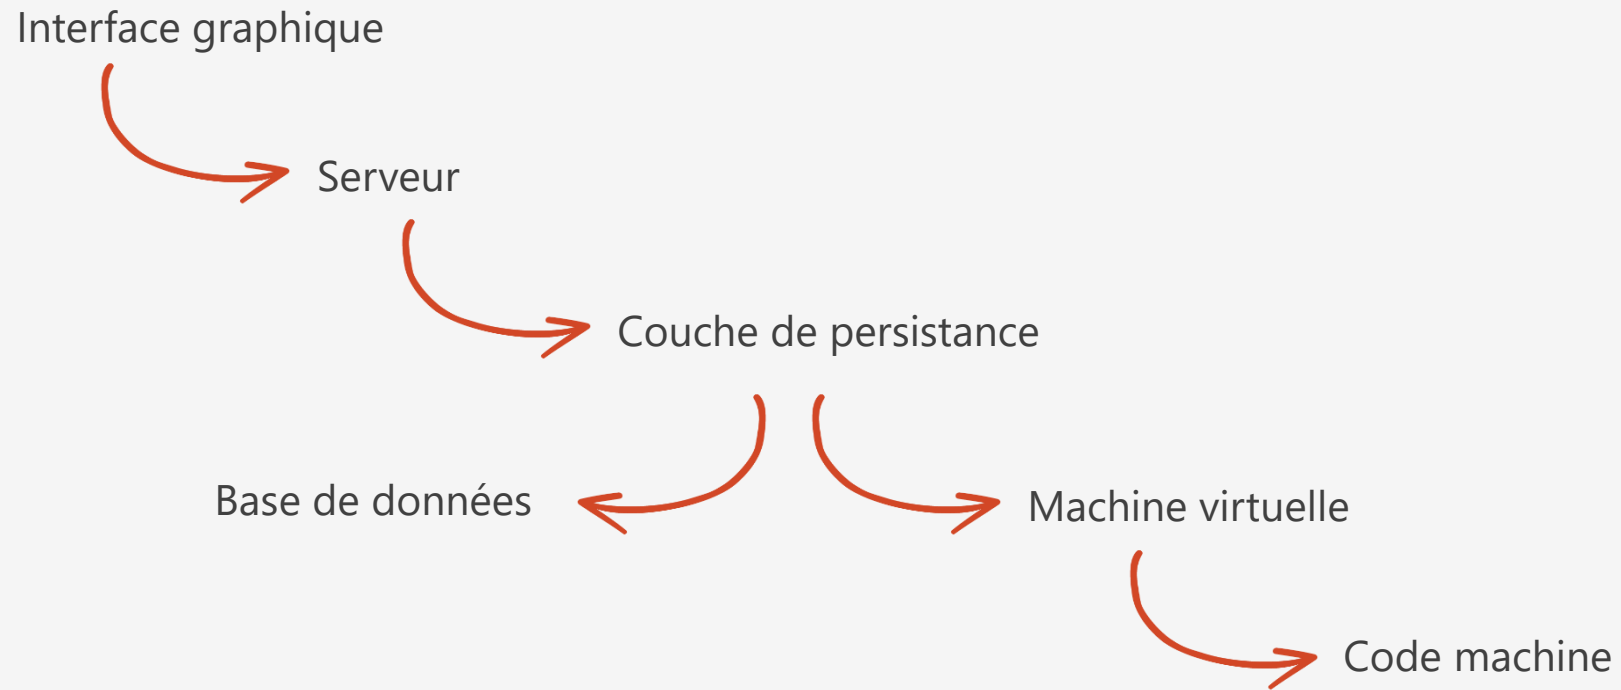 Interface graphique
Serveur
Couche de persistance
Base de données
Machine virtuelle
Code machine